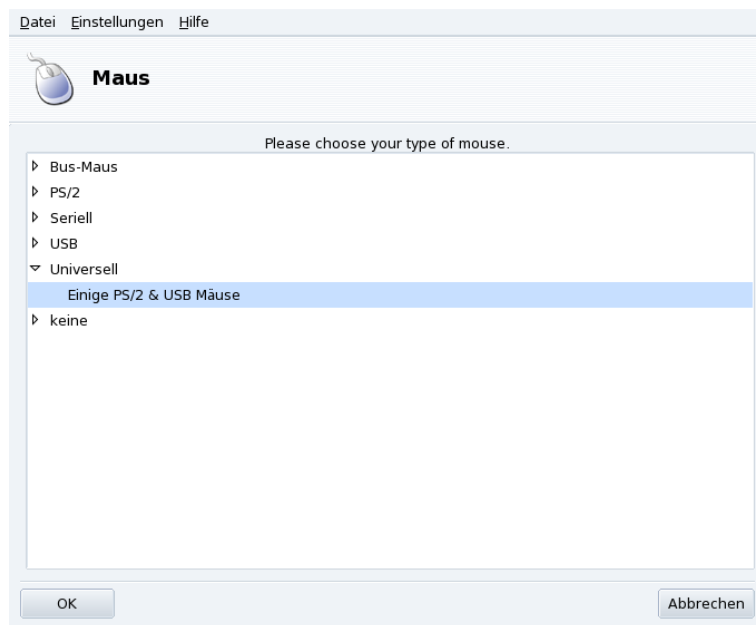 Datei Einstellungen Hilfe
Maus
Please choose your type of mouse.
Bus-Maus
PS/2
Seriell
USB
Universell
Einige PS/2 & USB Mäuse
keine
OK Abbrechen